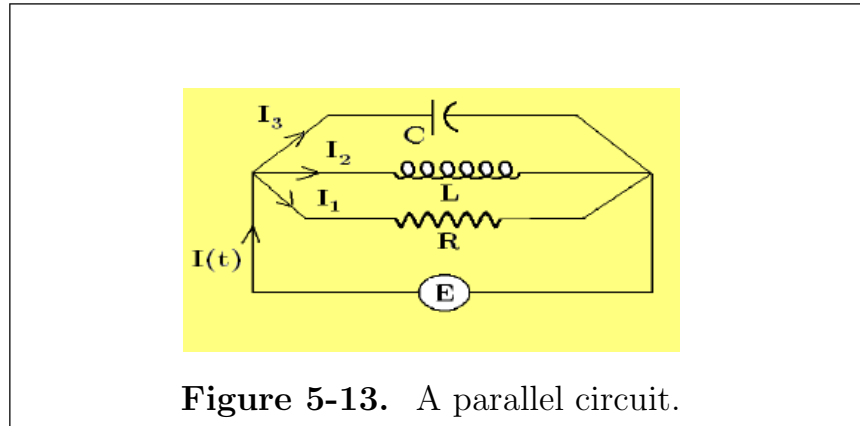 I3
C
I2
L
I1
R
I(t)
E
Figure 5-13. A parallel circuit.